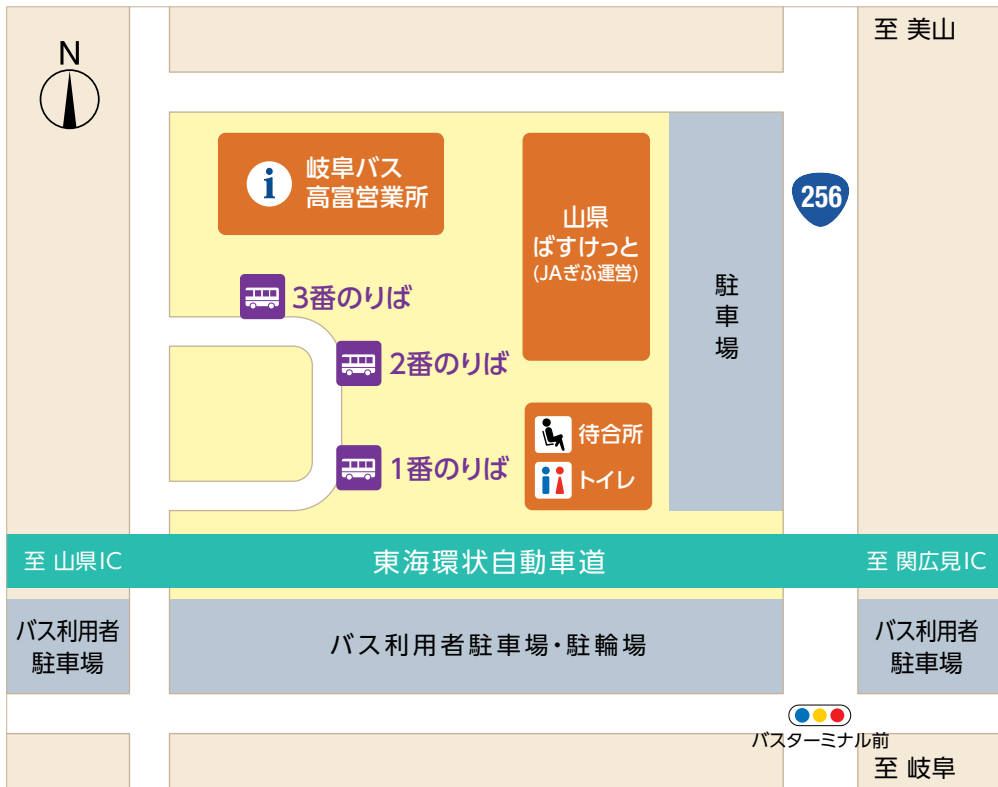 至 美山
N
岐阜バス
高富営業所
山県
ばすけっと
(JAぎふ運営)
256
3番のりば
駐車場
2番のりば
待合所
1番のりば
トイレ
至 山県IC
東海環状自動車道
至 関広見IC
バス利用者
駐車場
バス利用者駐車場・駐輪場
バス利用者
駐車場
バスターミナル前
至 岐阜